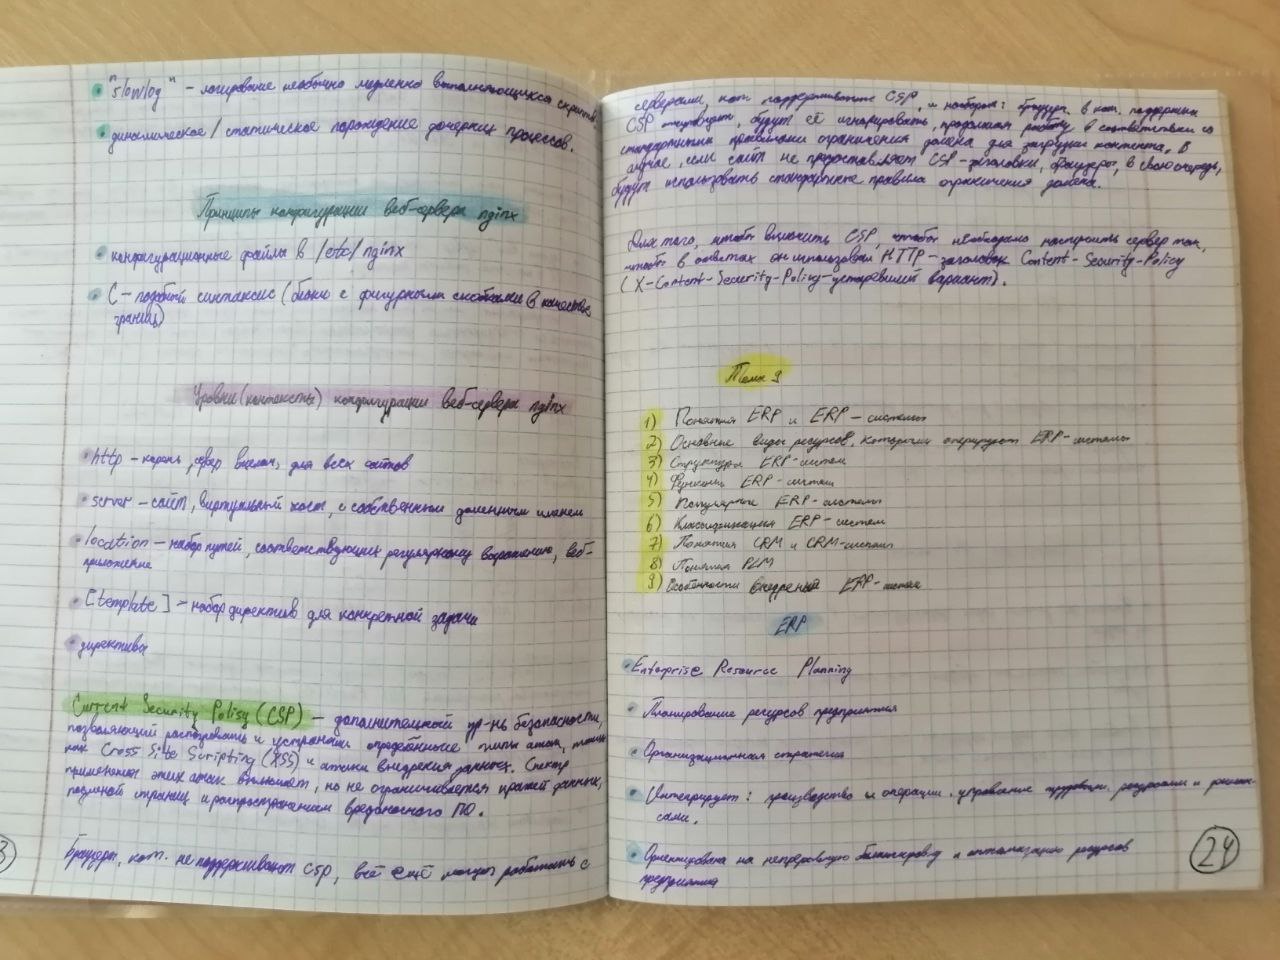 "slowlog" - логирование необычно медленно выполняющихся скриптов.
динамическое / статическое порождение дочерних процессов.
Принципы конфигурации веб-сервера nginx
конфигурационные файлы в /etc/nginx
C - подобный синтаксис (блоки с фигурными скобками в качестве
границ)
Уровни (контексты) конфигурации веб-сервера nginx
http - корень, для всех сайтов
server - сайт, виртуальный хост, с собственным доменным именем
location - набор путей, соответствующих регулярному выражению, веб-
приложение
[template] - набор директив для конкретной задачи
директива
Current Security Policy (CSP) - дополнительный ур-нь безопасности,
позволяющий распознавать и устранять определённые типы атак, таких
как Cross Site Scripting (XSS) и атаки внедрения данных. Спектр
применения этих атак включает, но не ограничивается кражей данных,
подменой страниц и распространением вредоносного ПО.
Браузеры, кот. не поддерживают CSP, всё ещё могут работать с
3
серверами, кот. поддерживают CSP, и наоборот: браузеры, в кот. поддержка
CSP отсутствует, будут её игнорировать, продолжая работу в соответствии со
стандартными правилами ограничения домена для загрузки контента. В
случае, если сайт не предоставляет CSP-заголовки, браузеры, в свою очередь,
будут использовать стандартные правила ограничения домена.
Для того, чтобы включить CSP, необходимо настроить сервер так,
чтобы в ответах он использовал HTTP-заголовок Content-Security-Policy
(X-Content-Security-Policy-устаревший вариант).
Тема 9
1) Понятия ERP и ERP-системы
2) Основные виды ресурсов, которыми оперируют ERP-системы
3) Структура ERP-систем
4) Функции ERP-систем
5) Популярные ERP-системы
6) Классификация ERP-систем
7) Понятия CRM и CRM-системы
8) Понятия
9) Особенности внедрения ERP-систем
ERP
Enterprise Resource Planning
Планирование ресурсов предприятия
Организационная стратегия
Интегрирует: производство и операции, управление трудовыми ресурсами и финан-
сами.
Ориентирована на непрерывную балансировку и оптимизацию ресурсов
предприятия
24